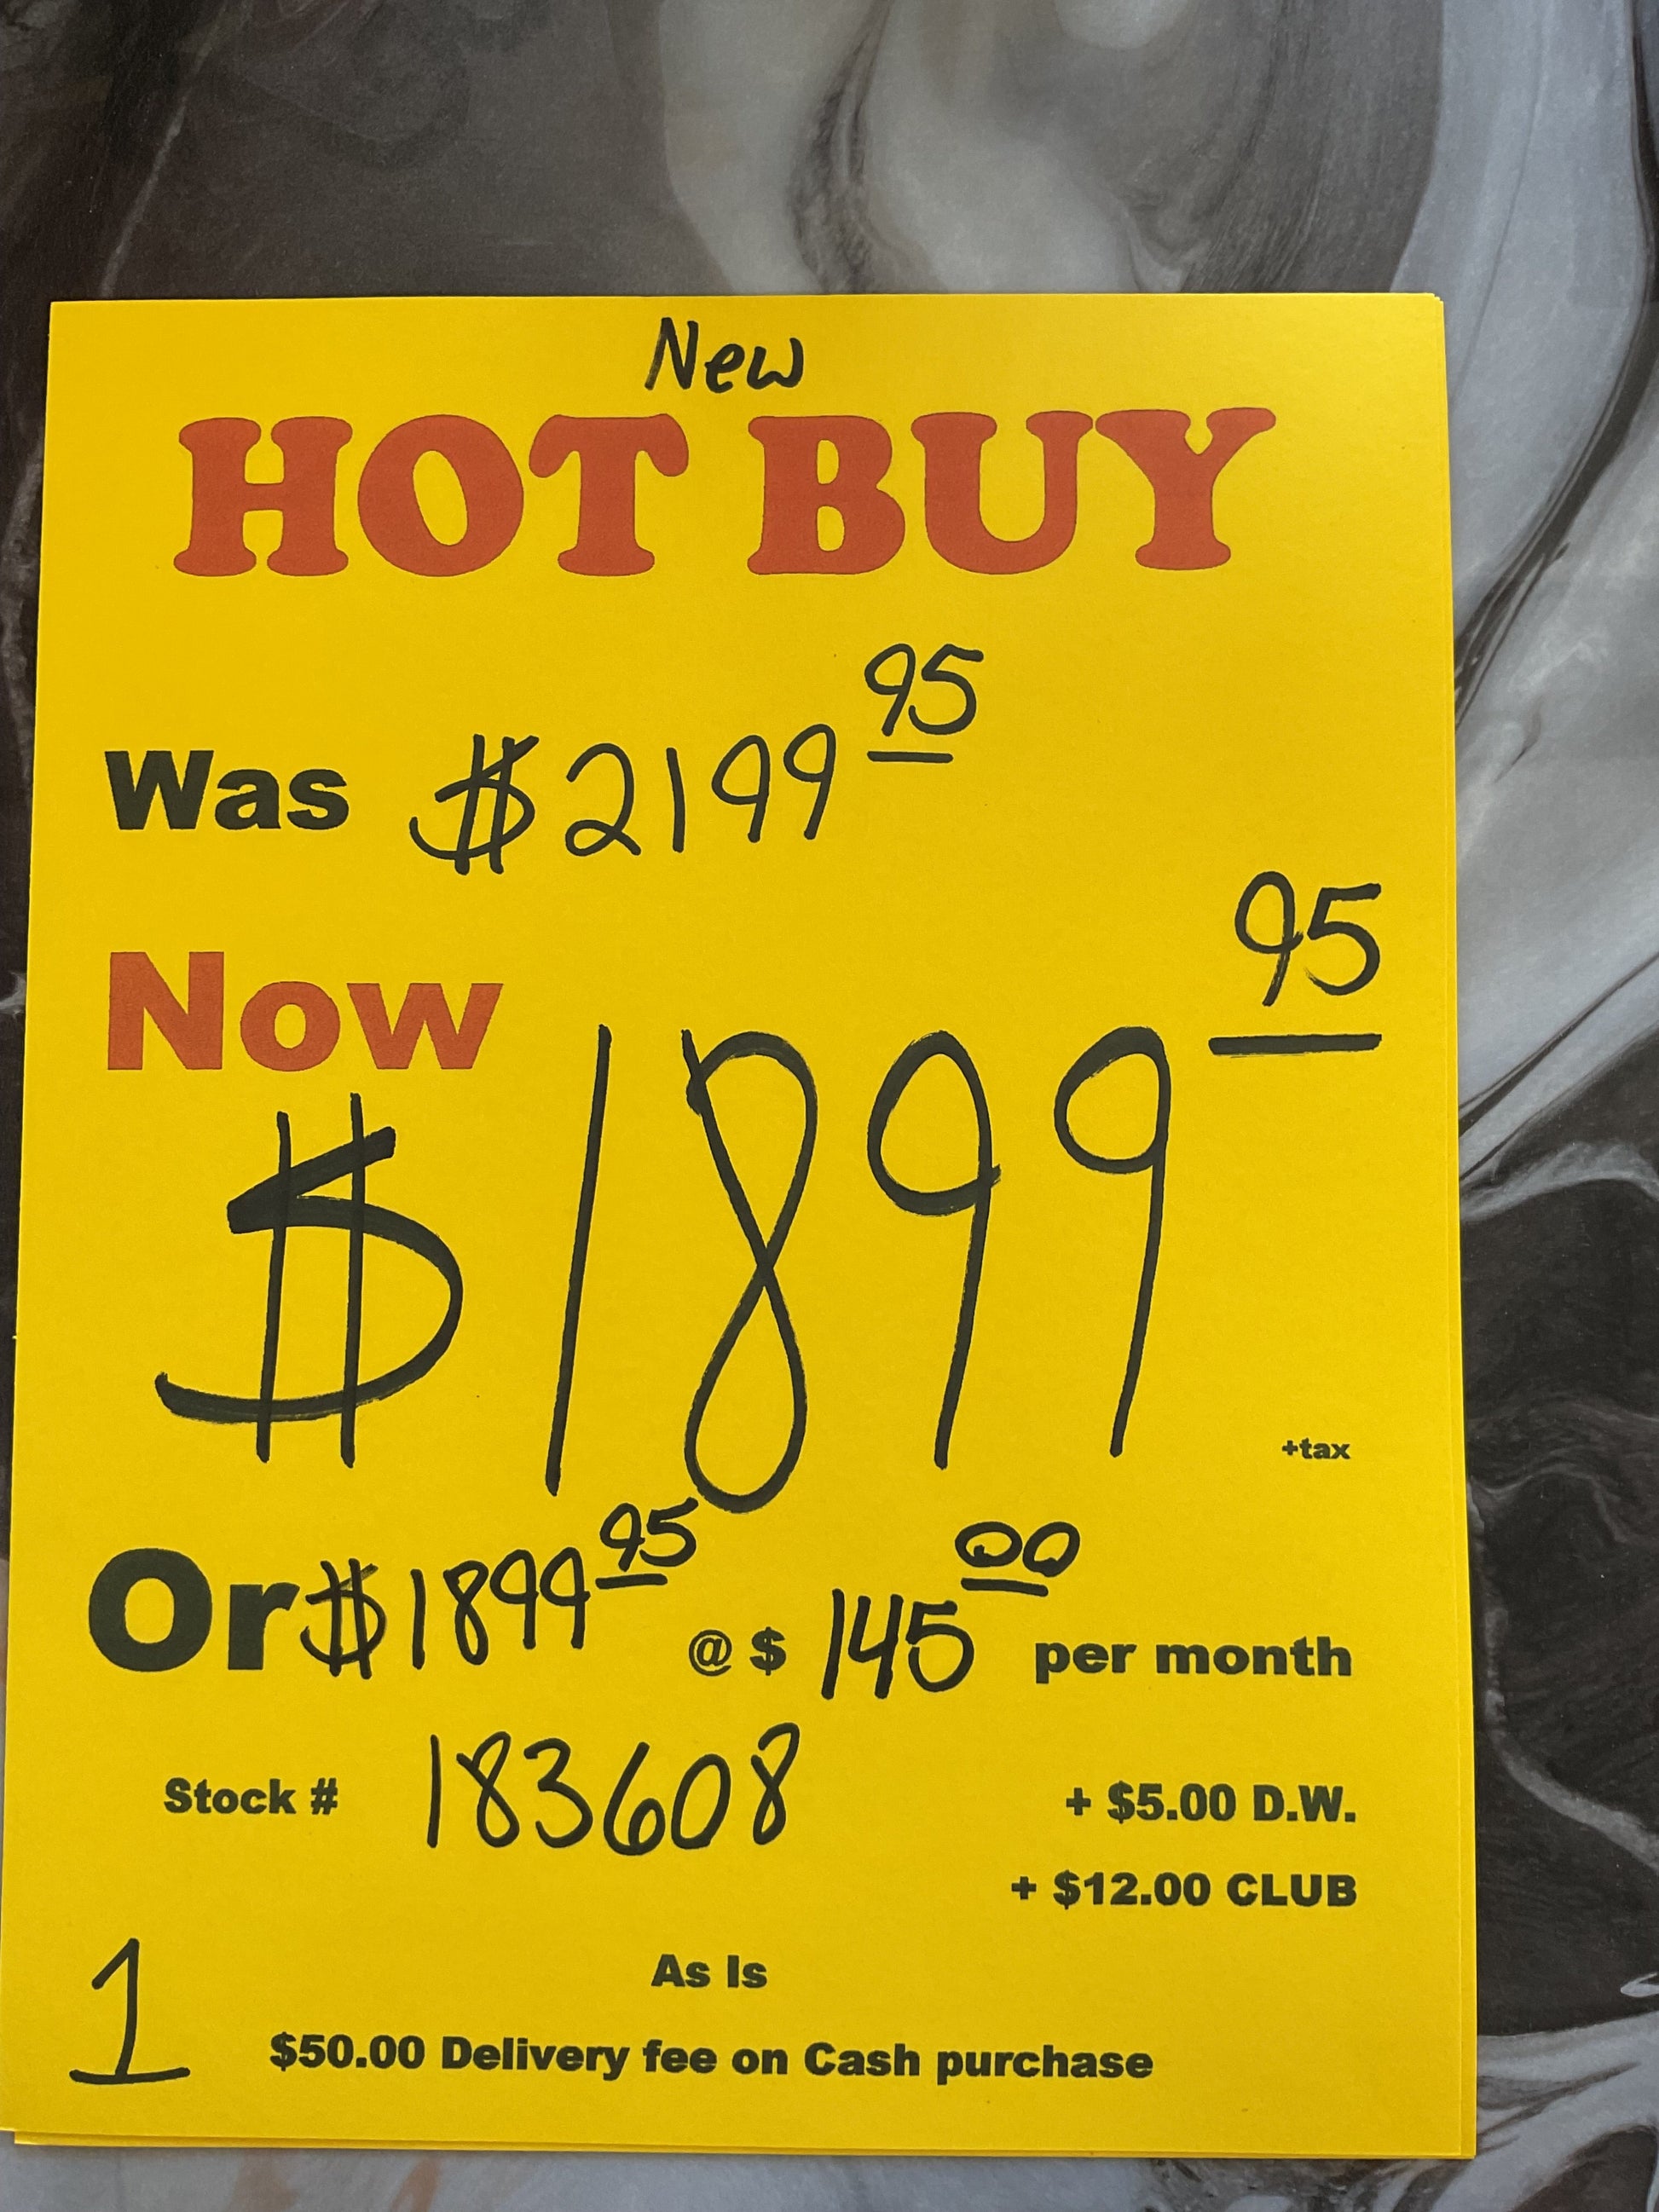 New
HOT BUY
Was $2199 95
Now
$1899 95
+tax
Or $1899 95 @ $ 145 00 per month
Stock # 183608
+ $5.00 D.W.
+ $12.00 CLUB
As Is
1
$50.00 Delivery fee on Cash purchase